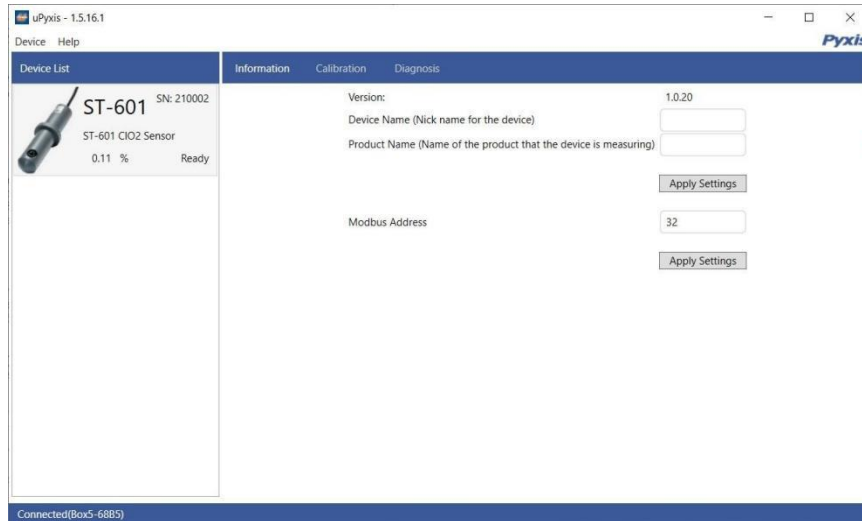 uPyxis - 1.5.16.1
Device Help
Pyxis
Device List
Information Calibration Diagnosis
ST-601 SN: 210002
ST-601 ClO2 Sensor
0.11 % Ready
Version: 1.0.20
Device Name (Nick name for the device)
Product Name (Name of the product that the device is measuring)
Apply Settings
Modbus Address 32
Apply Settings
Connected(Box5-68B5)